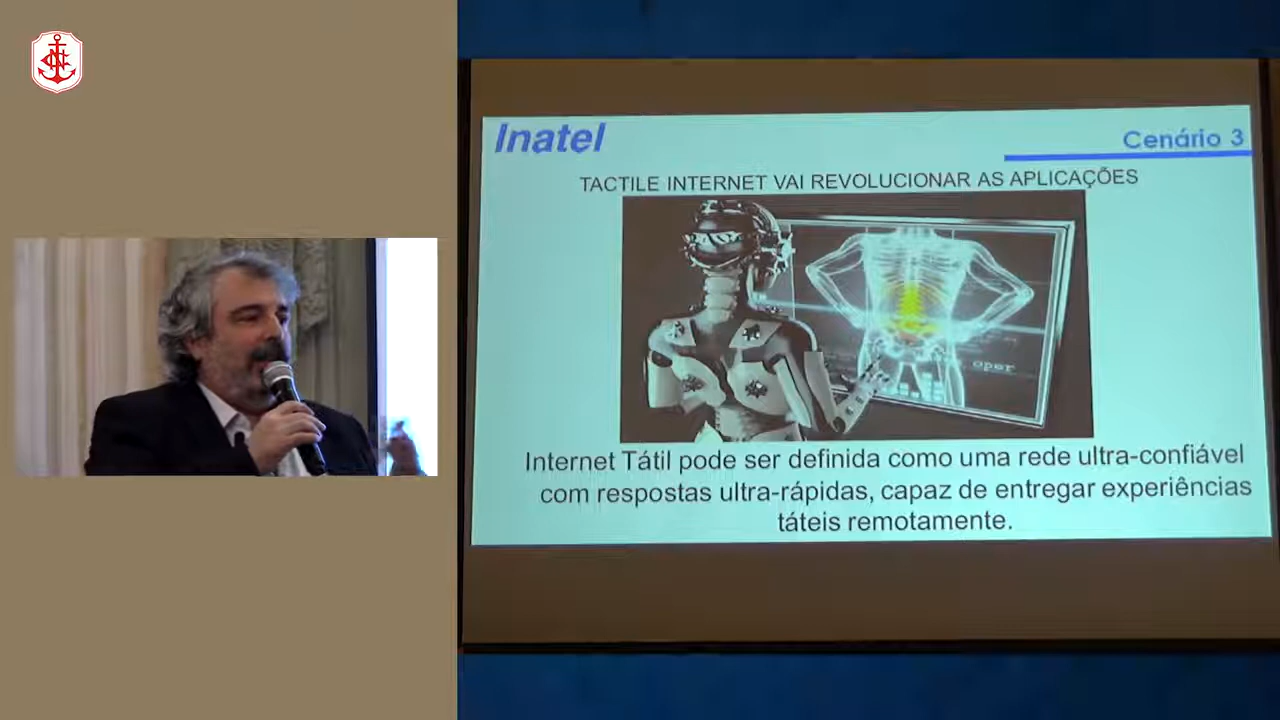 Inatel
Cenário 3
TACTILE INTERNET VAI REVOLUCIONAR AS APLICAÇÕES
oper
Internet Tátil pode ser definida como uma rede ultra-confiável
com respostas ultra-rápidas, capaz de entregar experiências
táteis remotamente.